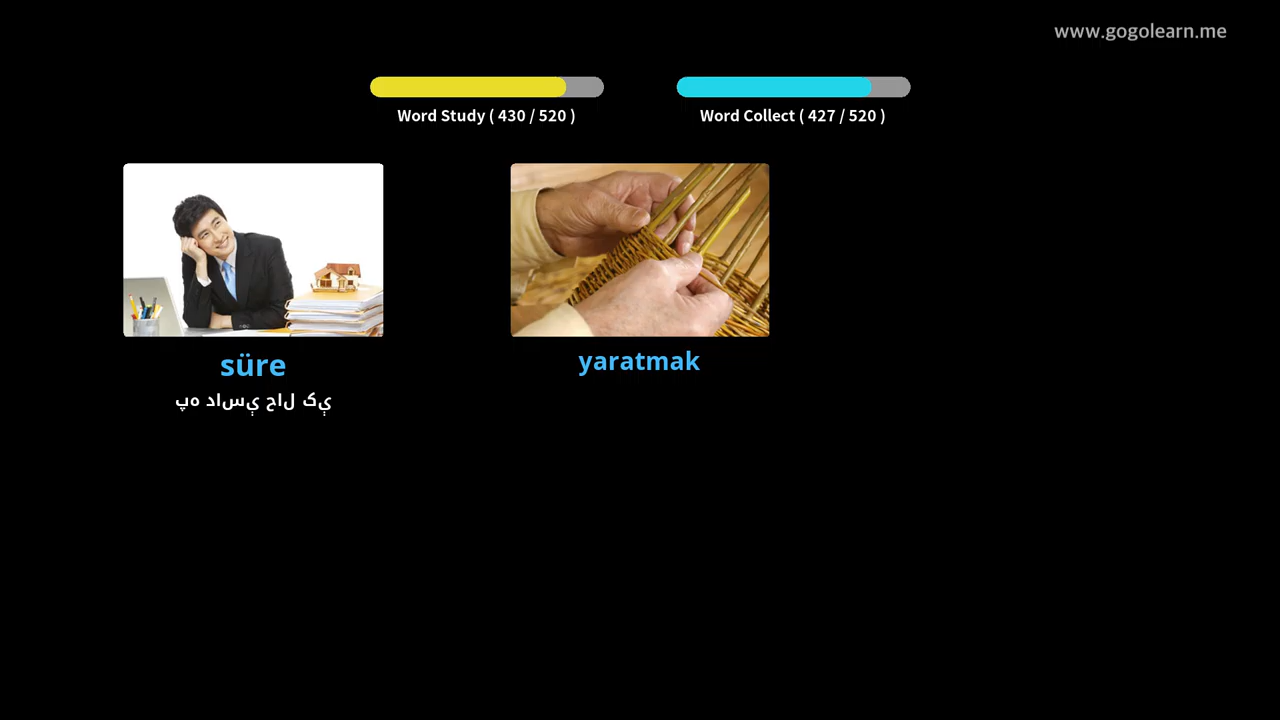 www.gogolearn.me
Word Study ( 430 / 520 )
Word Collect ( 427 / 520 )
süre
په داسې حال کې
yaratmak